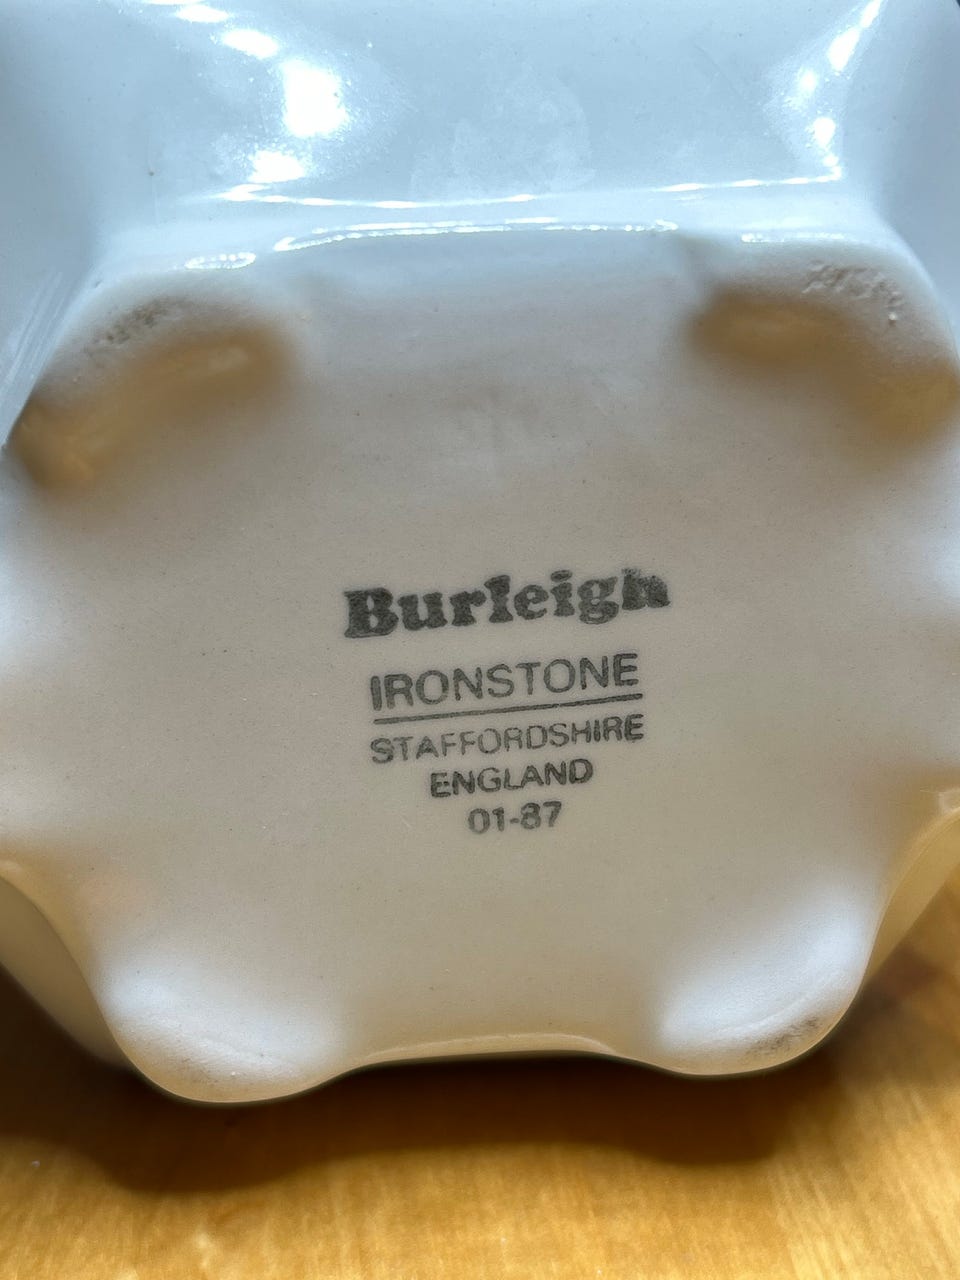 Burleigh
IRONSTONE
STAFFORDSHIRE
ENGLAND
01-87